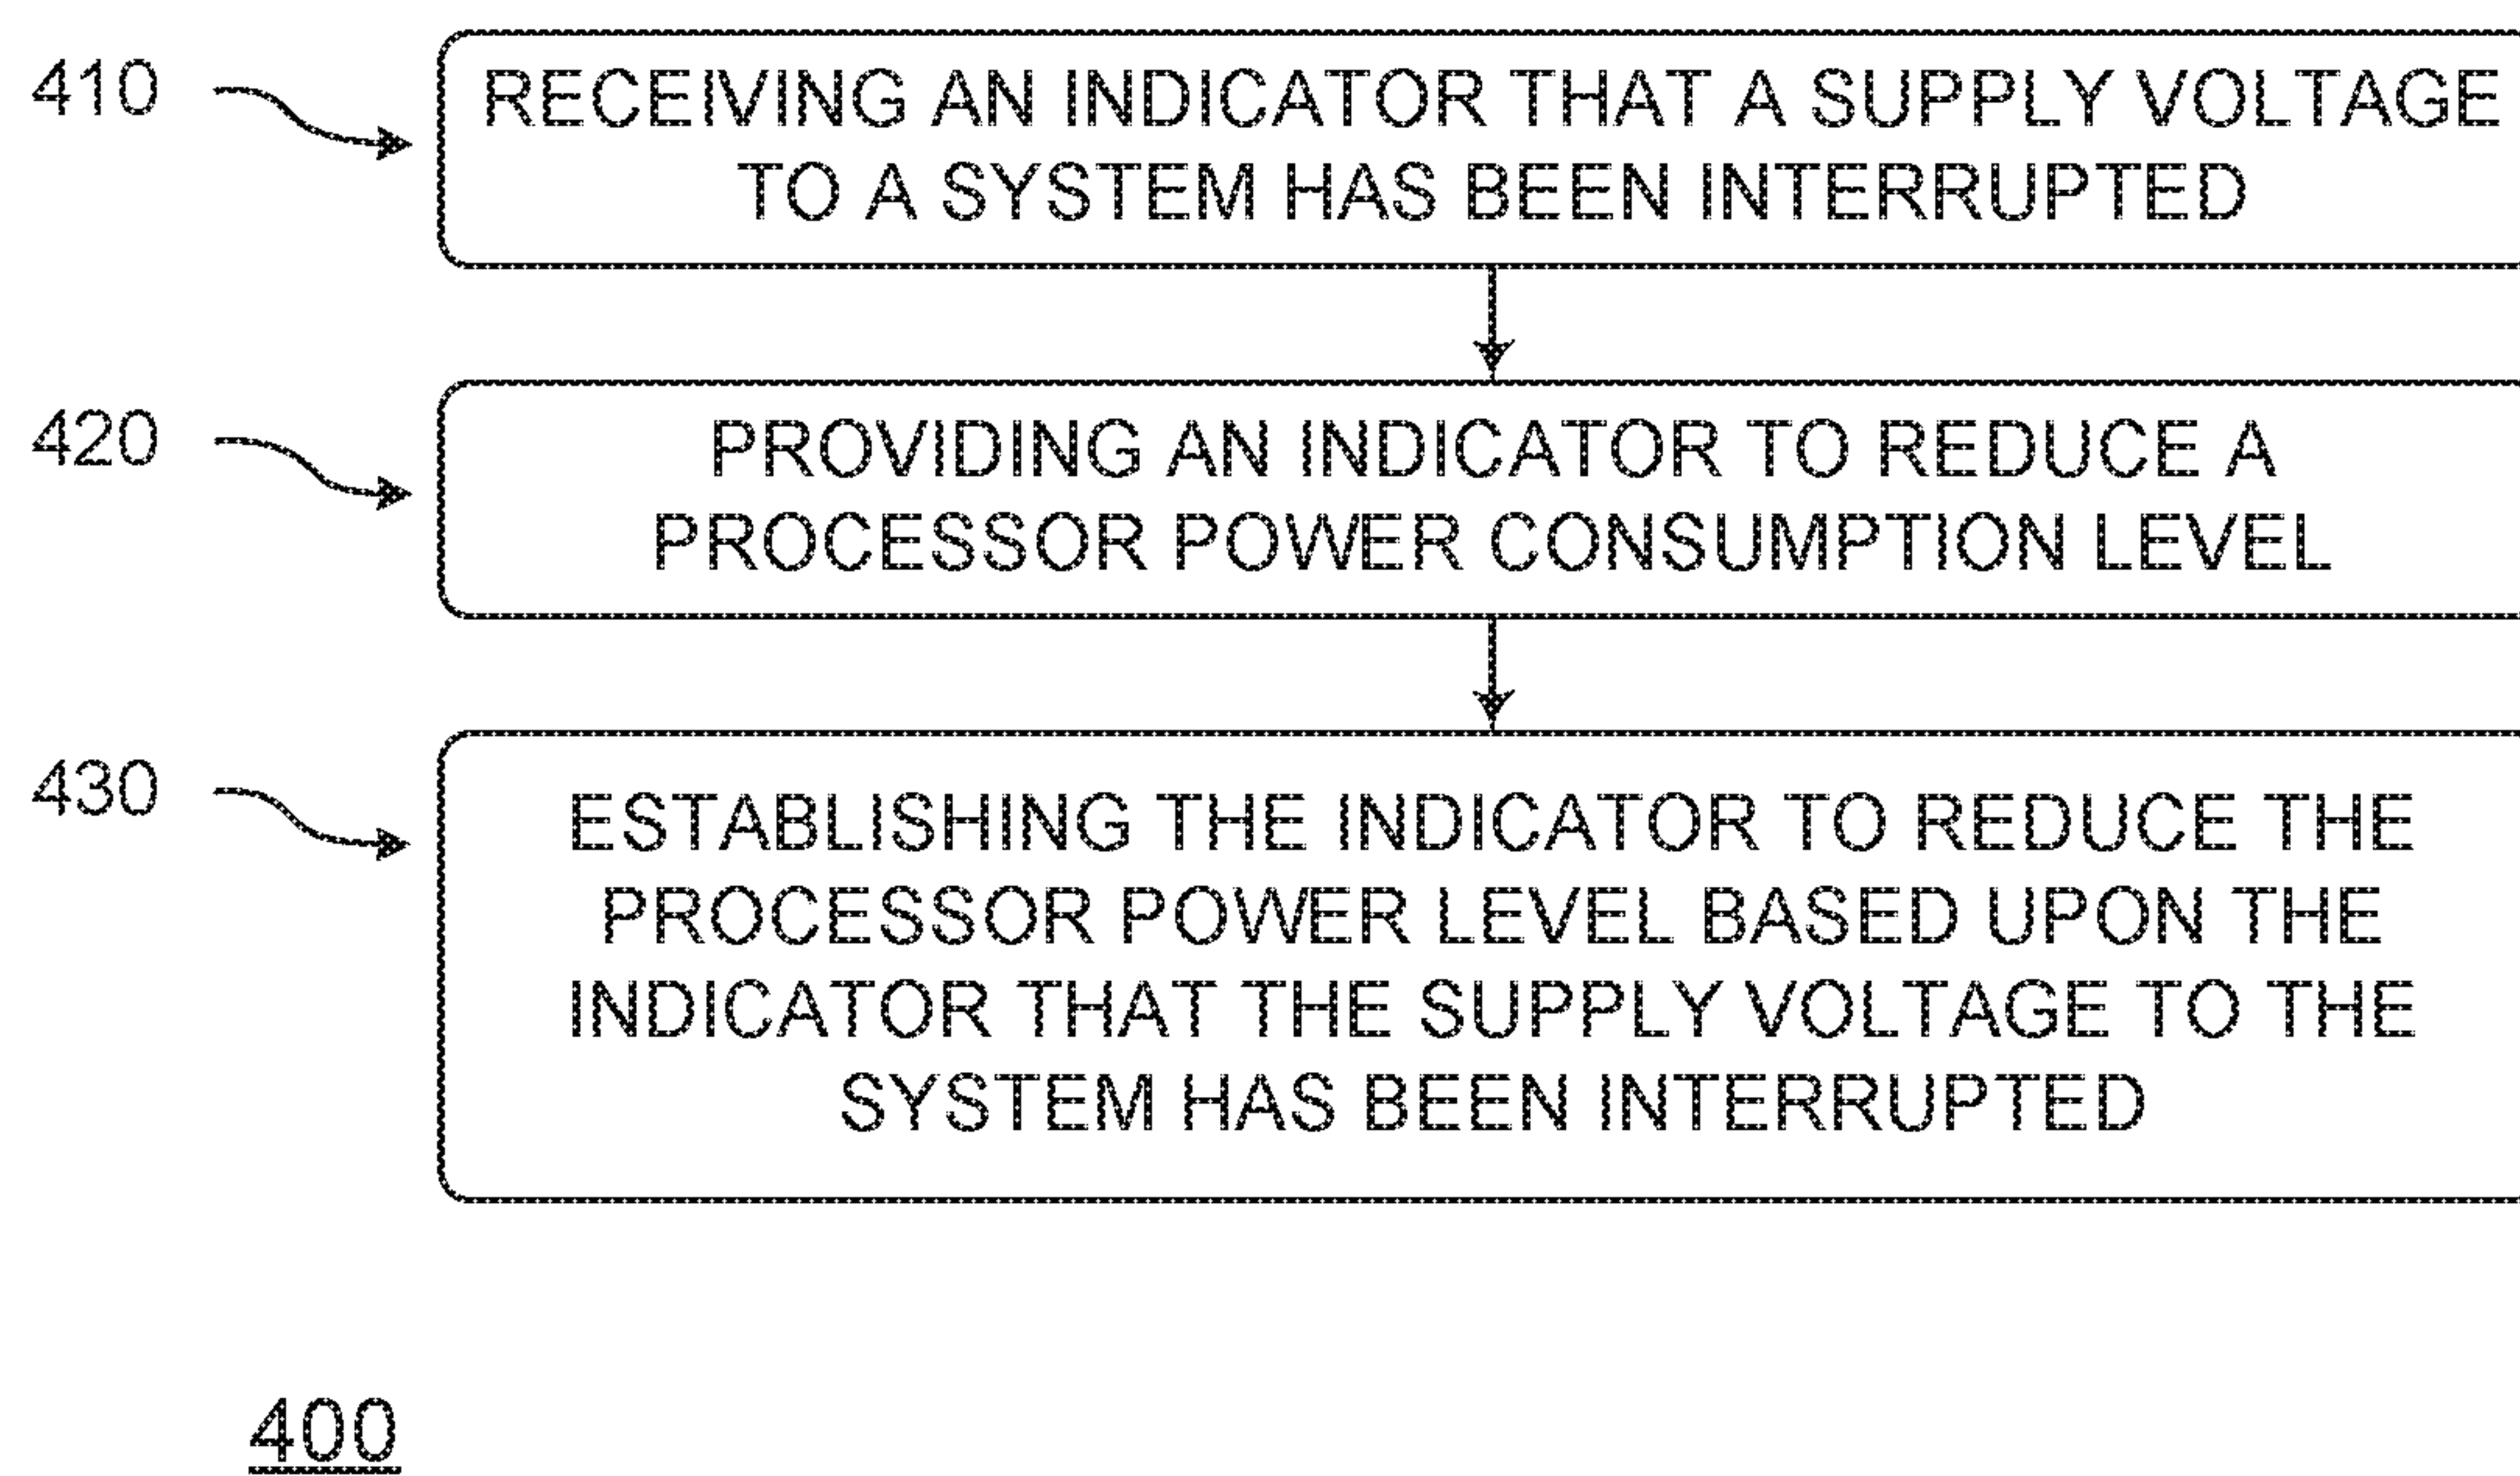 410
RECEIVING AN INDICATOR THAT A SUPPLY VOLTAGE
TO A SYSTEM HAS BEEN INTERRUPTED
420
PROVIDING AN INDICATOR TO REDUCE A
PROCESSOR POWER CONSUMPTION LEVEL
430
ESTABLISHING THE INDICATOR TO REDUCE THE
PROCESSOR POWER LEVEL BASED UPON THE
INDICATOR THAT THE SUPPLY VOLTAGE TO THE
SYSTEM HAS BEEN INTERRUPTED
400